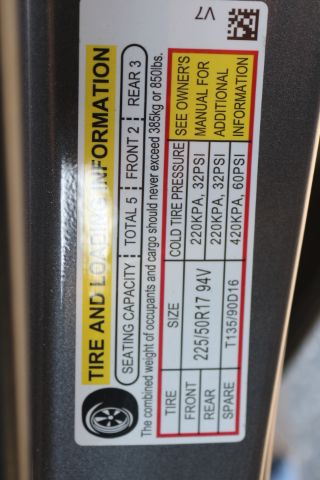 TIRE AND LOADING INFORMATION
SEATING CAPACITY TOTAL 5 FRONT 2 REAR 3
The combined weight of occupants and cargo should never exceed 385kg or 850lbs.
TIRE SIZE COLD TIRE PRESSURE SEE OWNER'S
FRONT 225/50R17 94V 220KPA, 32PSI MANUAL FOR
REAR 220KPA, 32PSI ADDITIONAL
SPARE T135/90D16 420KPA, 60PSI INFORMATION
V7